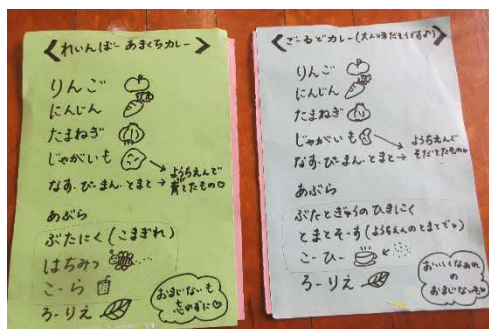 れいんぼー あまくちカレー
りんご
にんじん
たまねぎ
じゃがいも
なす・ぴーまん・とまと→
ようちえんで
育てたもの
あぶら
ぶたにく(こまぎれ)
はちみつ
こーら
ろーりえ
おまじないも
忘れずに
ごーるどカレー(大人の味だそうですよ)
りんご
にんじん
たまねぎ
じゃがいも
なす・ぴーまん・とまと→
ようちえんで
そだてたもの
あぶら
ぶたとぎゅうのひきにく
とまとそーす(ようちえんのとまとです)
こーひー
ろーりえ
おいしくなあれ
の
おまじないも